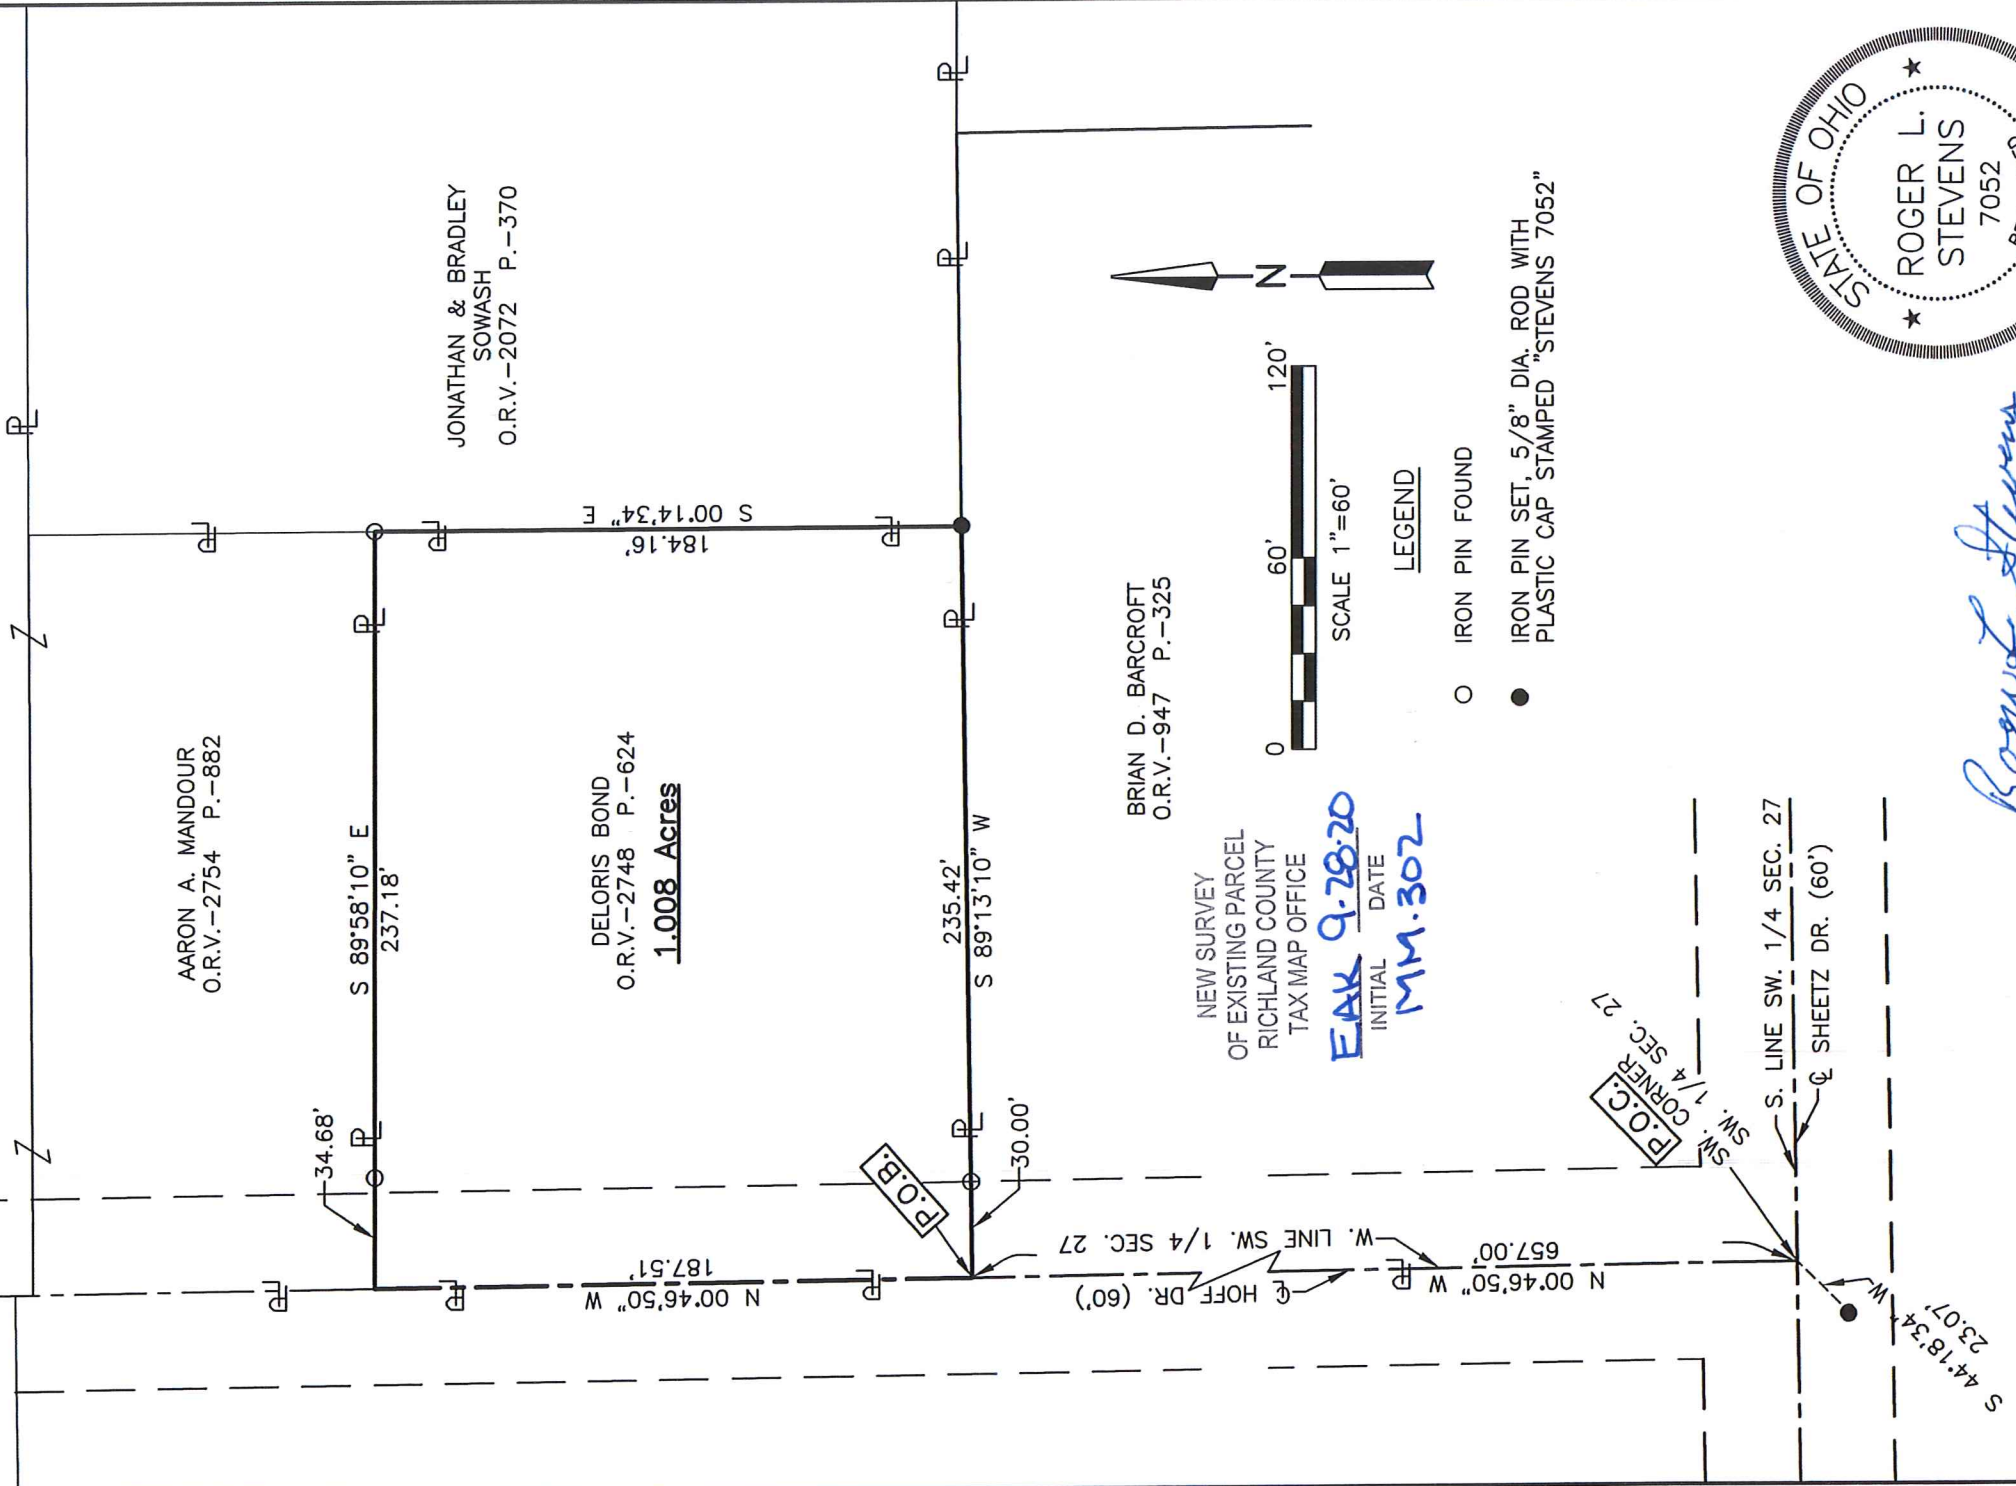 AARON A. MANDOUR
O.R.V.-2754 P.-882
JONATHAN & BRADLEY
SOWASH
O.R.V.-2072 P.-370
34.68'
S 89°58'10" E
237.18'
DELORIS BOND
O.R.V.-2748 P.-624
1.008 Acres
S 00°14'34" E
184.16'
187.51'
N 00°46'50" W
P.O.B.
30.00'
235.42'
S 89°13'10" W
BRIAN D. BARCROFT
O.R.V.-947 P.-325
W. LINE SW. 1/4 SEC. 27
℄ HOFF DR. (60')
657.00'
N 00°46'50" W
NEW SURVEY
OF EXISTING PARCEL
RICHLAND COUNTY
TAX MAP OFFICE
EAK 9-28-20
INITIAL DATE
MM-302
N
0 60' 120'
SCALE 1"=60'
LEGEND
IRON PIN FOUND
IRON PIN SET, 5/8" DIA. ROD WITH
PLASTIC CAP STAMPED "STEVENS 7052"
P.O.C.
SW. CORNER
SW. 1/4 SEC. 27
S. LINE SW. 1/4 SEC. 27
℄ SHEETZ DR. (60')
S 44°18'34" W
23.07'
STATE OF OHIO
ROGER L.
STEVENS
7052